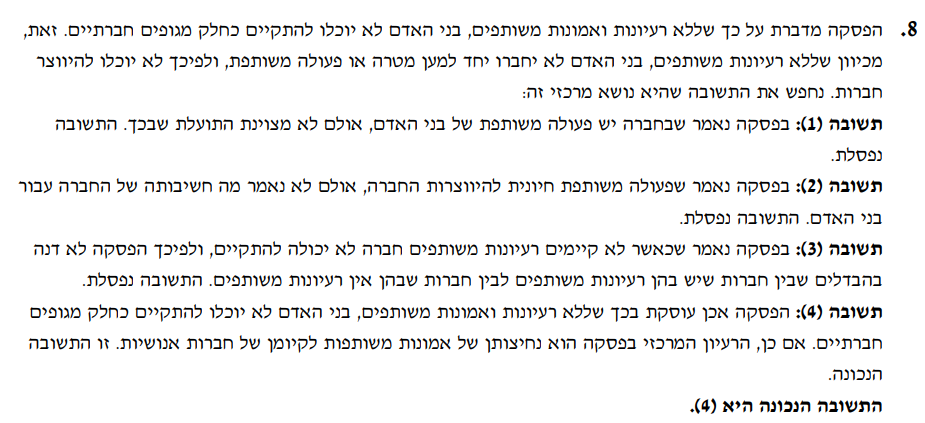 8. הפסקה מדברת על כך שללא רעיונות ואמונות משותפים, בני האדם לא יוכלו להתקיים כחלק מגופים חברתיים. זאת,
מכיוון שללא רעיונות משותפים, בני האדם לא יחברו יחד למען מטרה או פעולה משותפת, ולפיכך לא יוכלו להיווצר
חברות. נחפש את התשובה שהיא נושא מרכזי זה:
תשובה (1): בפסקה נאמר שבחברה יש פעולה משותפת של בני האדם, אולם לא מצוינת התועלת שבכך. התשובה
נפסלת.
תשובה (2): בפסקה נאמר שפעולה משותפת חיונית להיווצרות החברה, אולם לא נאמר מה חשיבותה של החברה עבור
בני האדם. התשובה נפסלת.
תשובה (3): בפסקה נאמר שכאשר לא קיימים רעיונות משותפים חברה לא יכולה להתקיים, ולפיכך הפסקה לא דנה
בהבדלים שבין חברות שיש בהן רעיונות משותפים לבין חברות שבהן אין רעיונות משותפים. התשובה נפסלת.
תשובה (4): הפסקה אכן עוסקת בכך שללא רעיונות ואמונות משותפים, בני האדם לא יוכלו להתקיים כחלק מגופים
חברתיים. אם כן, הרעיון המרכזי בפסקה הוא נחיצותן של אמונות משותפות לקיומן של חברות אנושיות. זו התשובה
הנכונה.
התשובה הנכונה היא (4).